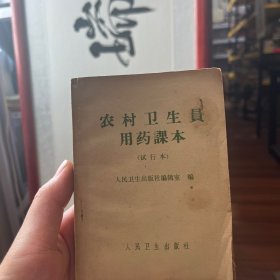 农村卫生員
用药課本
（試行本）
人民卫生出版社編輯室 編
人民卫生出版社